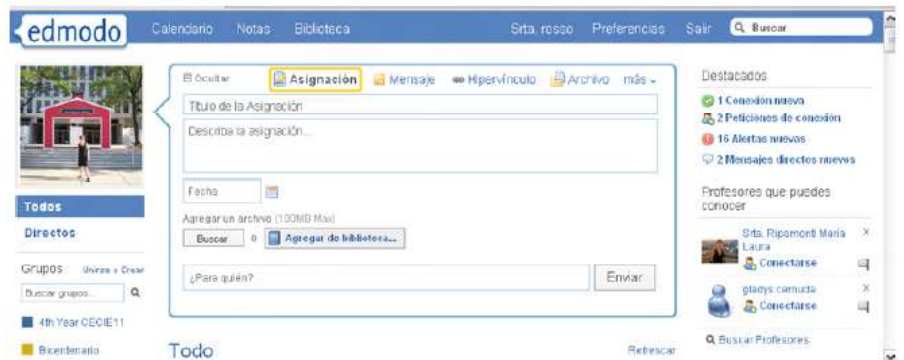 edmodo
Calendario Notas Biblioteca Srta. rosso Preferencias Salir Buscar
Ocultar Asignación Mensaje Hipervínculo Archivo más
Título de la Asignación
Describa la asignación...
Fecha
Agregar un archivo (100MB Max)
Buscar o Agregar de biblioteca...
¿Para quién? Enviar
Todos
Directos
Grupos Unirse o Crear
Buscar grupos...
4th Year CECIE11
Bicentenario
Todo Refrescar
Destacados
1 Conexión nueva
2 Peticiones de conexión
16 Alertas nuevas
2 Mensajes directos nuevos
Profesores que puedes
conocer
Srta. Ripamonti María
Laura
Conectarse
gladys cernuda
Conectarse
Buscar Profesores